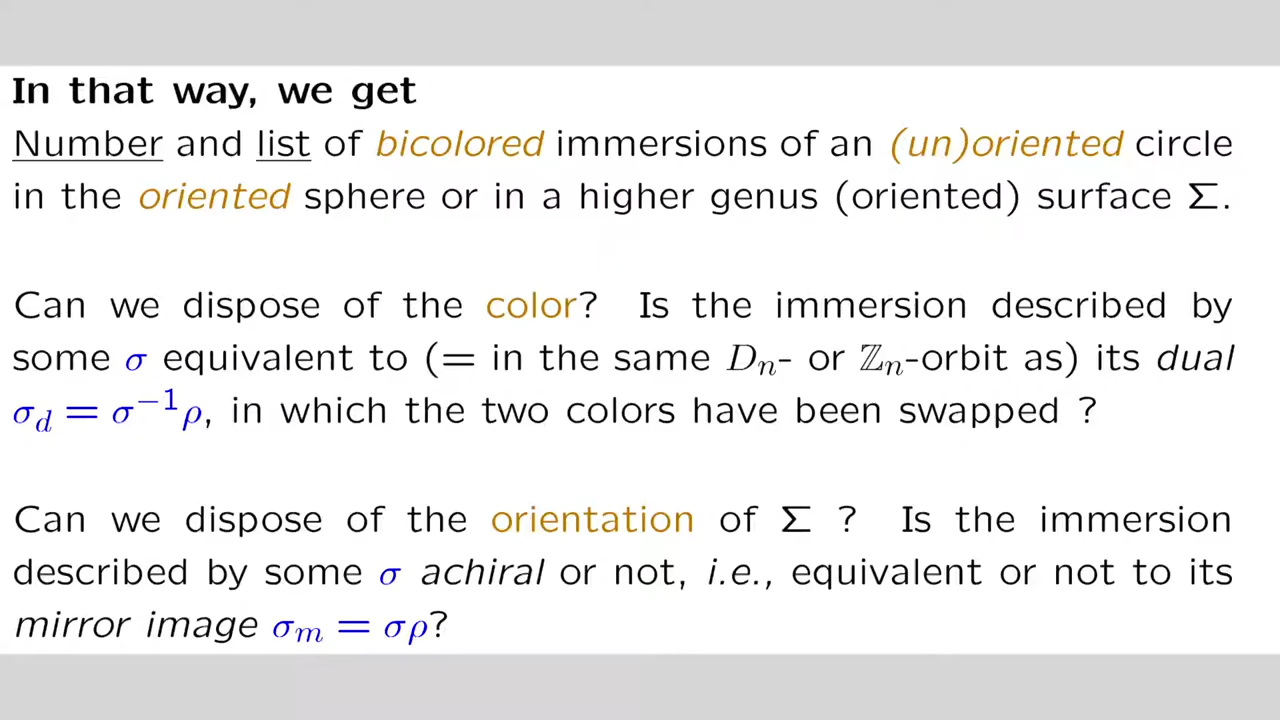 In that way, we get
Number and list of bicolored immersions of an (un)oriented circle
in the oriented sphere or in a higher genus (oriented) surface Σ.
Can we dispose of the color? Is the immersion described by
some σ equivalent to (= in the same Dₙ- or ℤₙ-orbit as) its dual
σ_d = σ⁻¹ρ, in which the two colors have been swapped ?
Can we dispose of the orientation of Σ ? Is the immersion
described by some σ achiral or not, i.e., equivalent or not to its
mirror image σₘ = σρ?